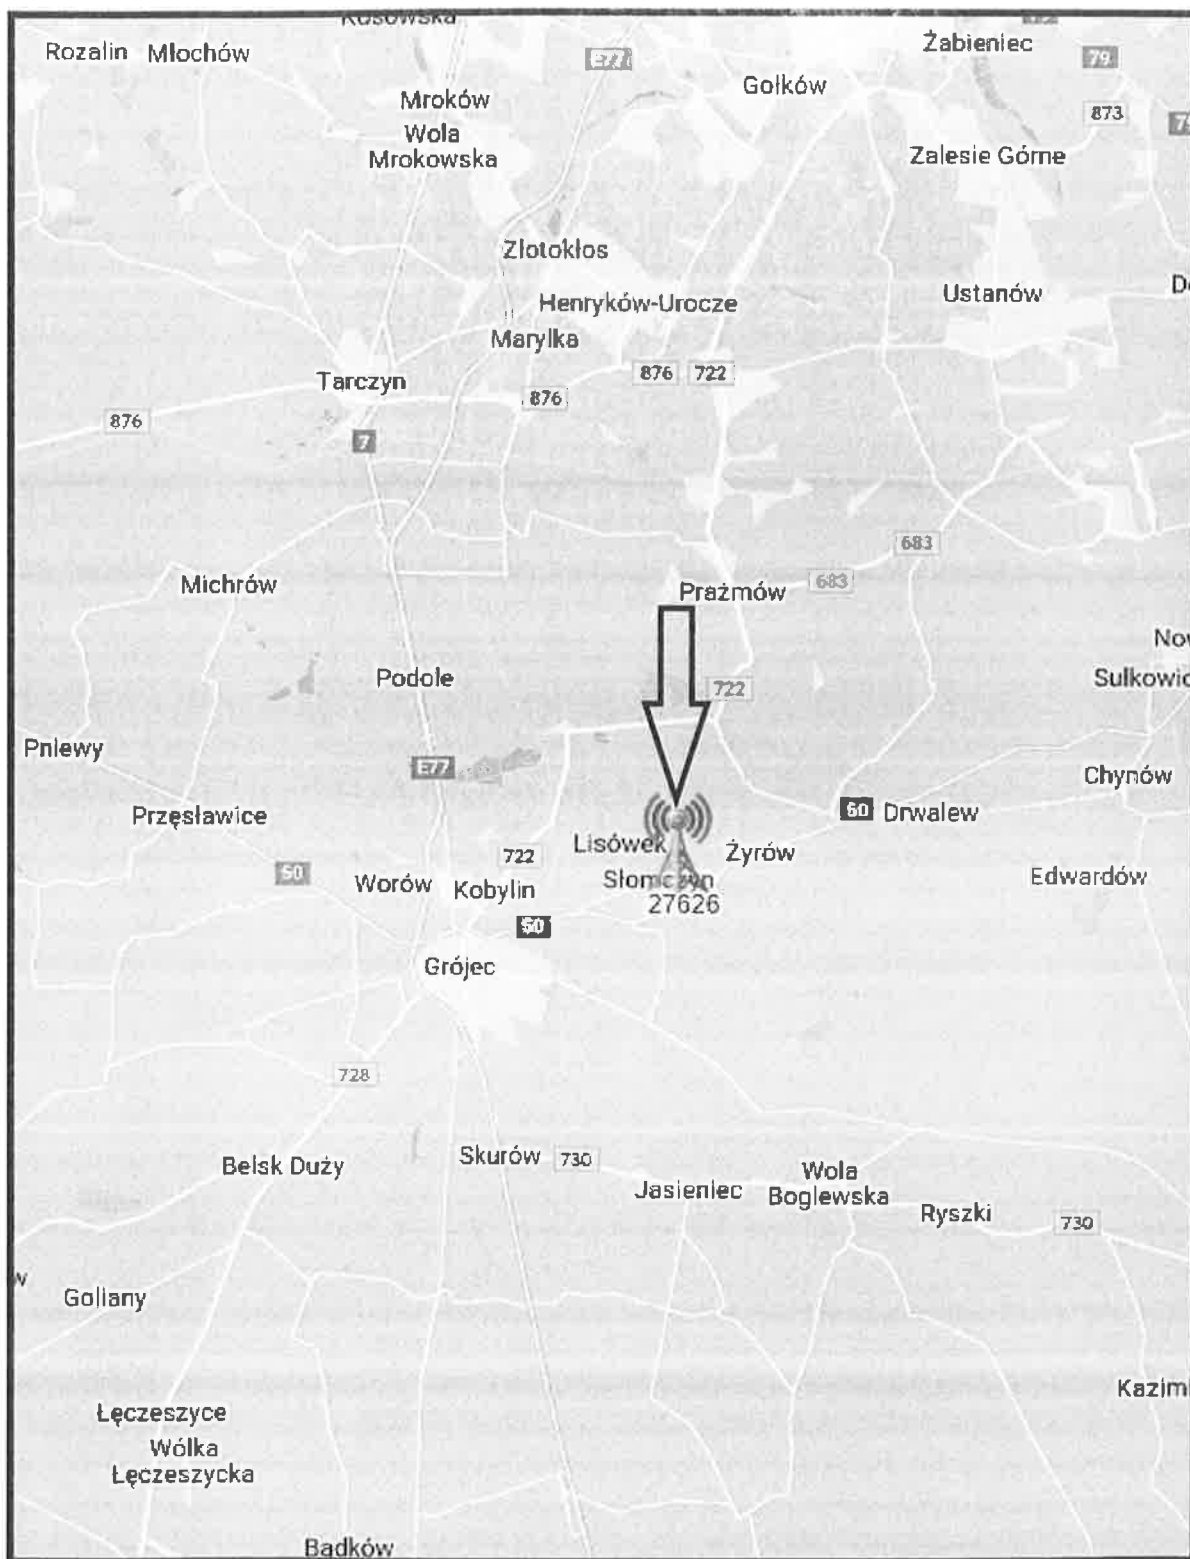 Rozalin
Młochów
Żabieniec
E77
79
Gołków
Mroków
873
Wola
Mrokowska
Zalesie Górne
Złotokłos
Henryków-Urocze
Ustanów
Marylka
876
722
Tarczyn
876
876
7
683
Michrów
683
Prażmów
Podole
722
Pniewy
E77
Chynów
Przęsławice
60
Drwalew
Lisówek
Żyrów
722
50
Worów
Kobylin
Słomczyn
Edwardów
27626
50
Grójec
728
Belsk Duży
Skurów
730
Wola
Boglewska
Jasieniec
Ryszki
730
Goliany
Łęczeszyce
Wólka
Łęczeszycka
Bądków